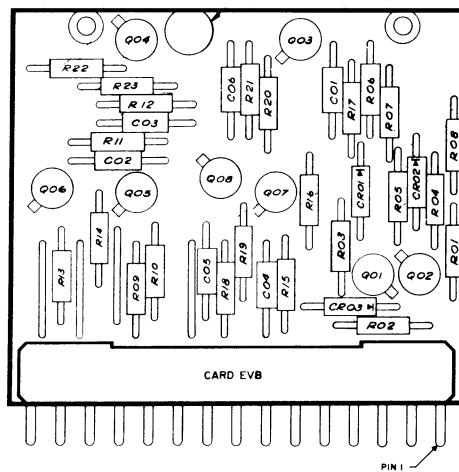 Q04
Q03
R22
R23
R12
C03
R11
C02
C06
R21
R20
C01
R17
R06
R07
R08
Q06
Q05
Q08
Q07
R16
CR01
R05
CR02
R04
R14
R13
R09
R10
C05
R18
R19
C04
R15
R03
Q01
Q02
R01
CR03
R02
CARD EVB
PIN 1